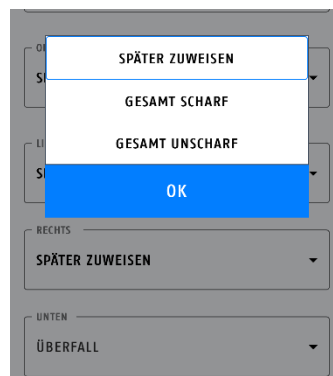 SPÄTER ZUWEISEN
GESAMT SCHARF
GESAMT UNSCHARF
OK
RECHTS
SPÄTER ZUWEISEN
UNTEN
ÜBERFALL